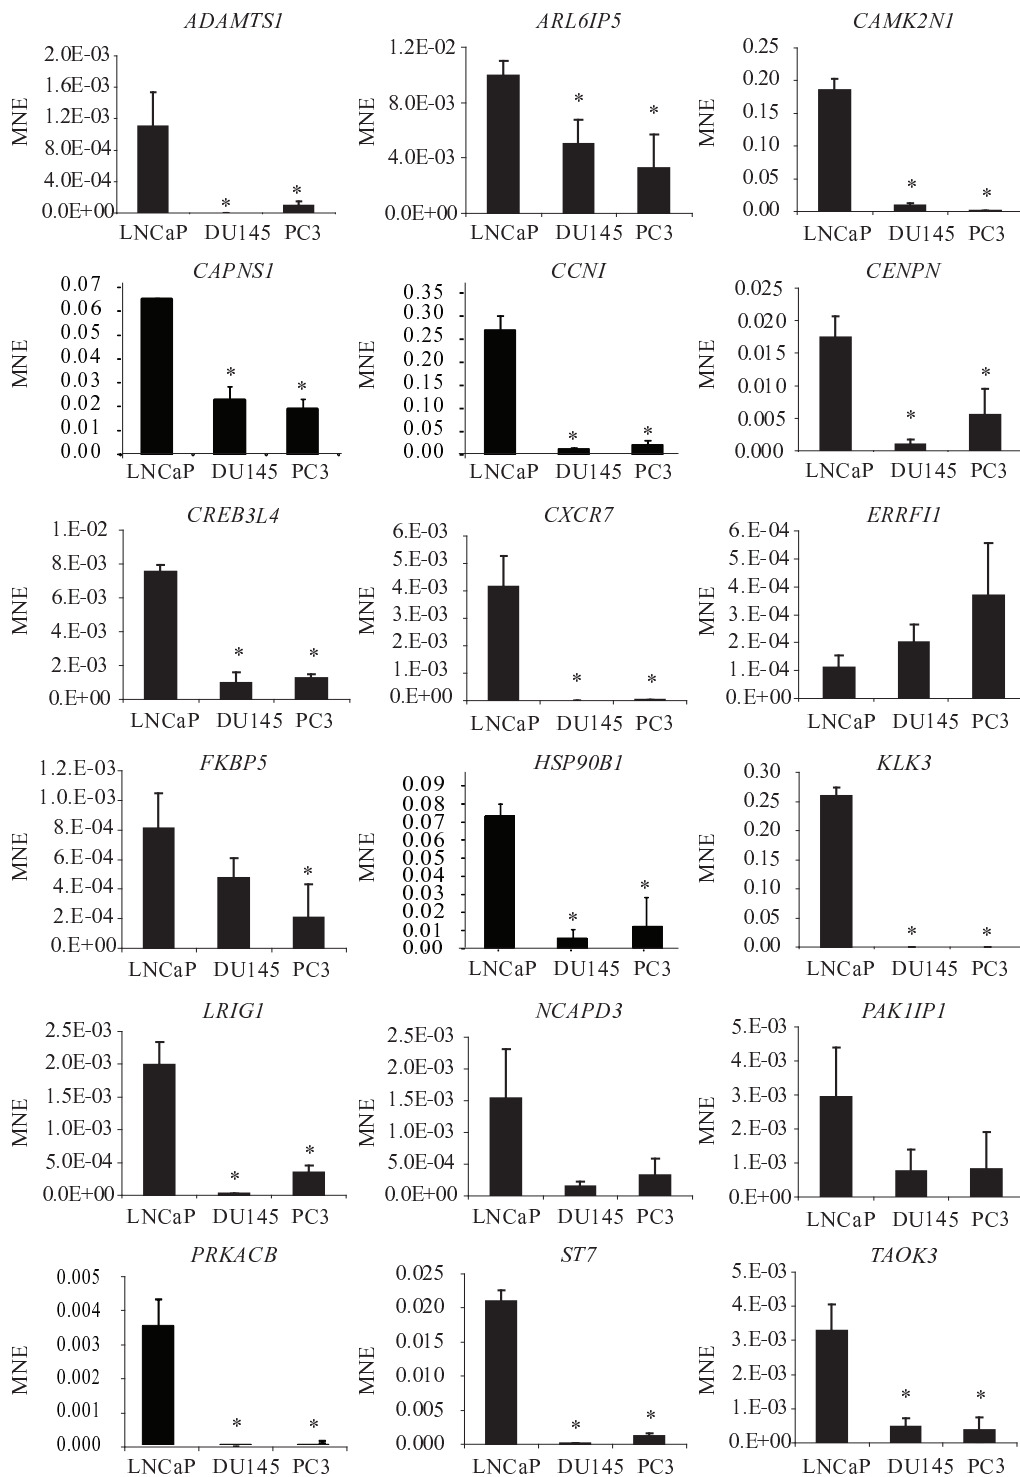 ADAMTS1
MNE
2.0E-03
1.6E-03
1.2E-03
8.0E-04
4.0E-04
0.0E+00
*
*
LNCaP DU145 PC3
ARL6IP5
MNE
1.2E-02
8.0E-03
4.0E-03
0.0E+00
*
*
LNCaP DU145 PC3
CAMK2N1
MNE
0.25
0.20
0.15
0.10
0.05
0.00
*
*
LNCaP DU145 PC3
CAPNS1
MNE
0.07
0.06
0.05
0.04
0.03
0.02
0.01
0.00
*
*
LNCaP DU145 PC3
CCNI
MNE
0.35
0.30
0.25
0.20
0.15
0.10
0.05
0.00
*
*
LNCaP DU145 PC3
CENPN
MNE
0.025
0.020
0.015
0.010
0.005
0.000
*
*
LNCaP DU145 PC3
CREB3L4
MNE
1.E-02
8.E-03
6.E-03
4.E-03
2.E-03
0.E+00
*
*
LNCaP DU145 PC3
CXCR7
MNE
6.E-03
5.E-03
4.E-03
3.E-03
2.E-03
1.E-03
0.E+00
*
*
LNCaP DU145 PC3
ERRFI1
MNE
6.E-04
5.E-04
4.E-04
3.E-04
2.E-04
1.E-04
0.E+00
LNCaP DU145 PC3
FKBP5
MNE
1.2.E-03
1.0.E-03
8.E-04
6.E-04
4.E-04
2.E-04
0.E+00
*
LNCaP DU145 PC3
HSP90B1
MNE
0.09
0.08
0.07
0.06
0.05
0.04
0.03
0.02
0.01
0.00
*
*
LNCaP DU145 PC3
KLK3
MNE
0.30
0.25
0.20
0.15
0.10
0.05
0.00
*
*
LNCaP DU145 PC3
LRIG1
MNE
2.5E-03
2.0E-03
1.5E-03
1.0E-03
5.0E-04
0.0E+00
*
*
LNCaP DU145 PC3
NCAPD3
MNE
2.5E-03
2.0E-03
1.5E-03
1.0E-03
5.0E-04
0.0E+00
LNCaP DU145 PC3
PAK1IP1
MNE
5.E-03
4.E-03
3.E-03
2.E-03
1.E-03
0.E+00
LNCaP DU145 PC3
PRKACB
MNE
0.005
0.004
0.003
0.002
0.001
0.000
*
*
LNCaP DU145 PC3
ST7
MNE
0.025
0.020
0.015
0.010
0.005
0.000
*
*
LNCaP DU145 PC3
TAOK3
MNE
5.E-03
4.E-03
3.E-03
2.E-03
1.E-03
0.E+00
*
*
LNCaP DU145 PC3